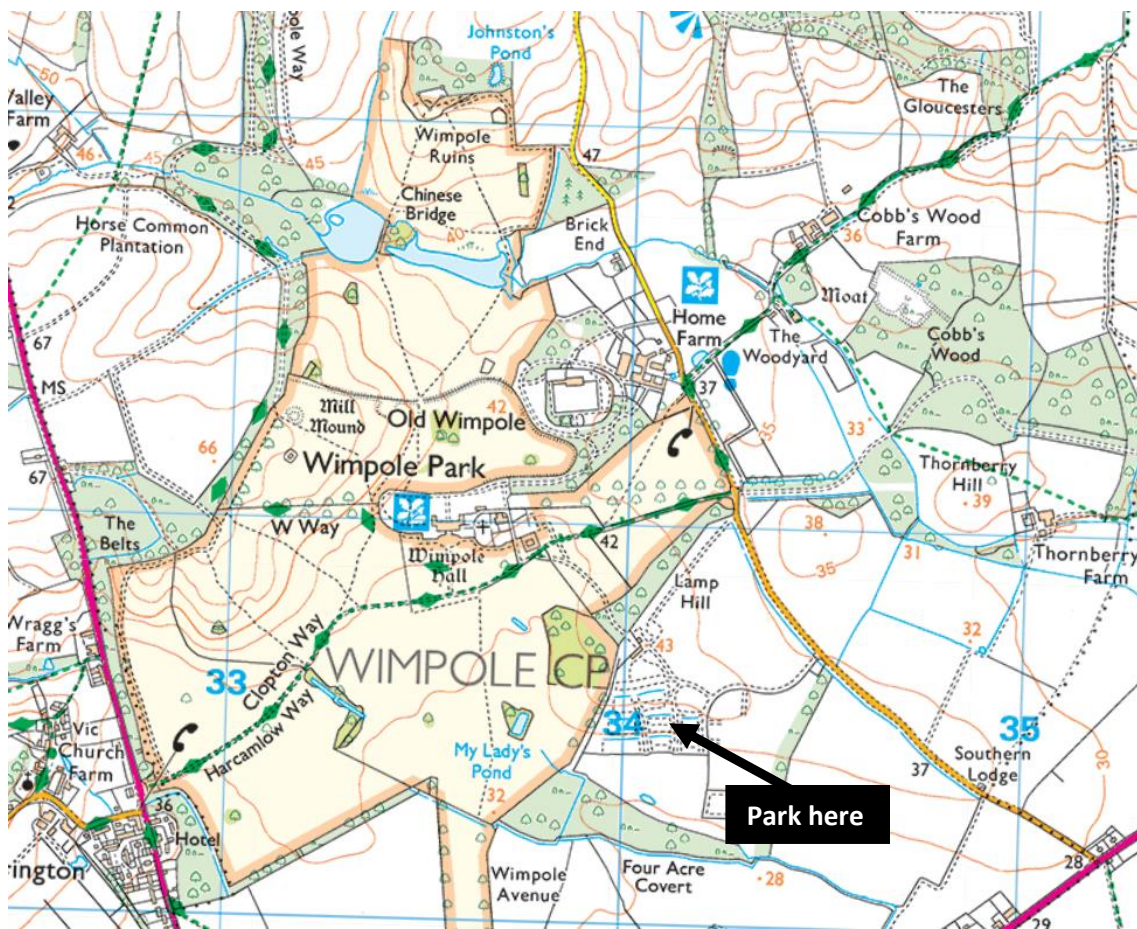 ole Way
Johnston's
Pond
50
Valley
Farm
46
45
45
Wimpole
Ruins
The
Gloucesters
47
Chinese
Bridge
40
Horse Common
Plantation
2
Brick
End
Cobb's Wood
Farm
36
Moat
Home
Farm
The
Woodyard
Cobb's
Wood
67
MS
37
Mill
Mound
Old Wimpole
42
35
33
66
Wimpole Park
67
Thornberry
Hill
39
The
Belts
W Way
38
42
Wimpole
Hall
31
35
Thornberry
Farm
Lamp
Hill
Wragg's
Farm
32
43
WIMPOLE CP
33
Clopton Way
Harcamlow Way
34
35
Vic
Church
Farm
My Lady's
Pond
32
37
Southern
Lodge
30
Park here
36
Hotel
rington
Wimpole
Avenue
Four Acre
Covert
28
28
29